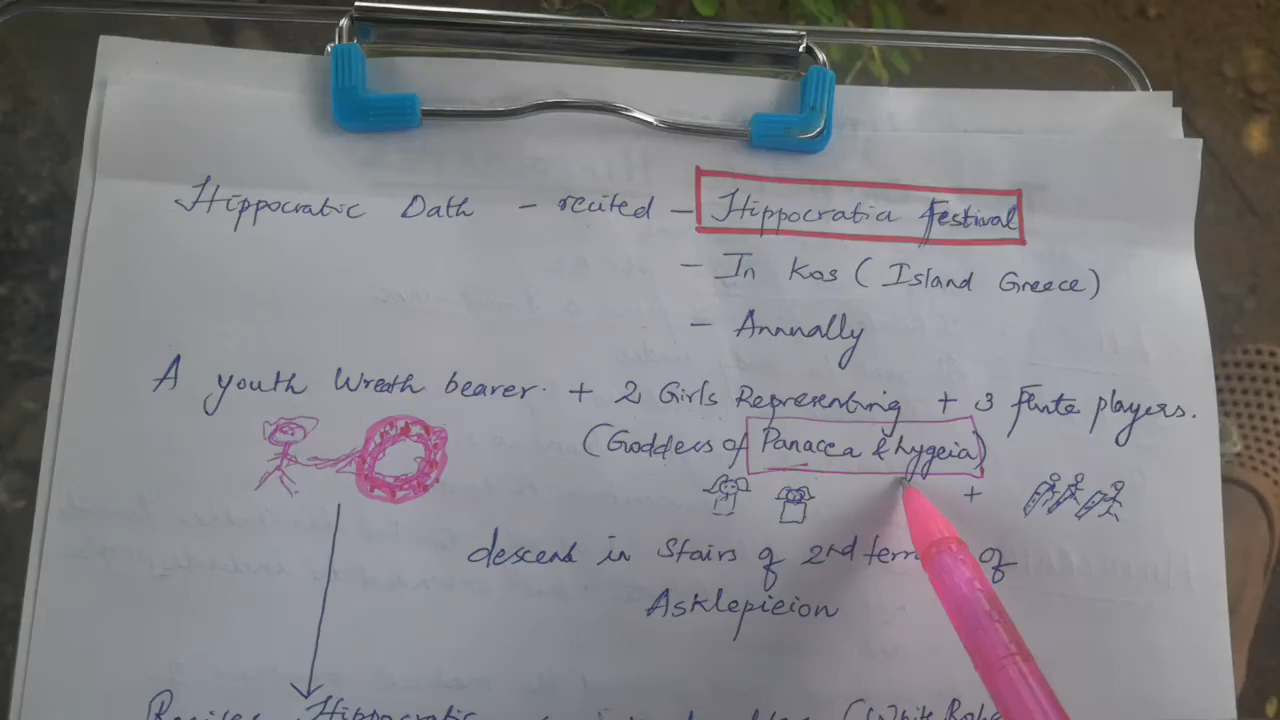 Hippocratic Oath - recited - Hippocratia Festival
- In Kos (Island Greece)
- Annually
A youth Wreath bearer. + 2 Girls Representing + 3 flute players.
(Goddess of Panacea & hygeia)
+
descend in stairs of 2nd of
Asklepieion
Hippocratic